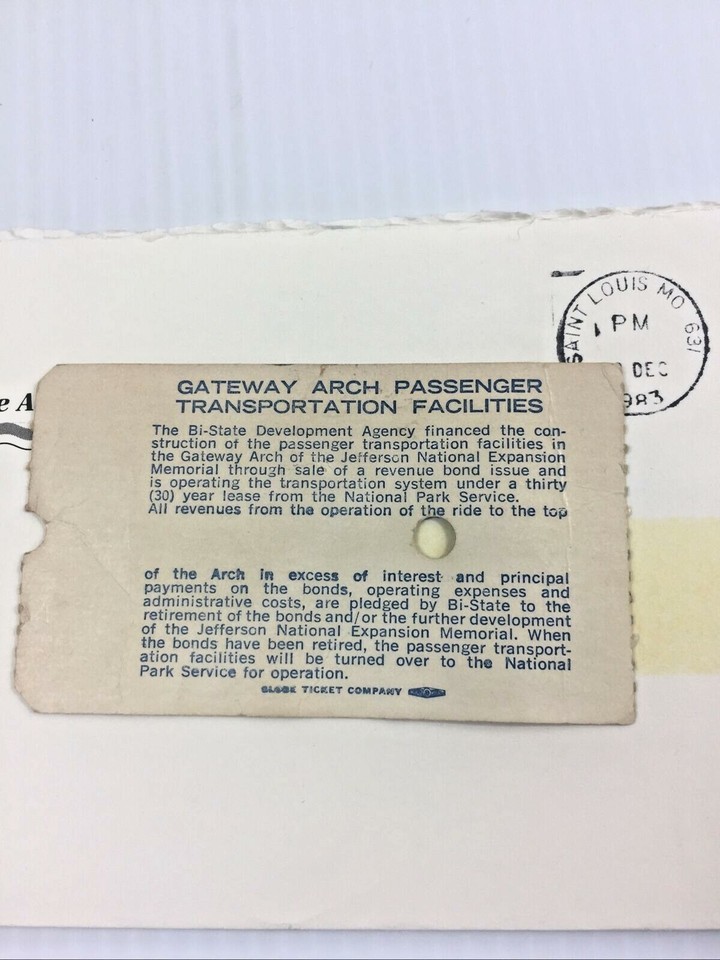 SAINT LOUIS MO 631
PM
DEC
1983
e A
GATEWAY ARCH PASSENGER
TRANSPORTATION FACILITIES
The Bi-State Development Agency financed the con-
struction of the passenger transportation facilities in
the Gateway Arch of the Jefferson National Expansion
Memorial through sale of a revenue bond issue and
is operating the transportation system under a thirty
(30) year lease from the National Park Service.
All revenues from the operation of the ride to the top
of the Arch in excess of interest and principal
payments on the bonds, operating expenses and
administrative costs, are pledged by Bi-State to the
retirement of the bonds and/or the further development
of the Jefferson National Expansion Memorial. When
the bonds have been retired, the passenger transport-
ation facilities will be turned over to the National
Park Service for operation.
GLOBE TICKET COMPANY